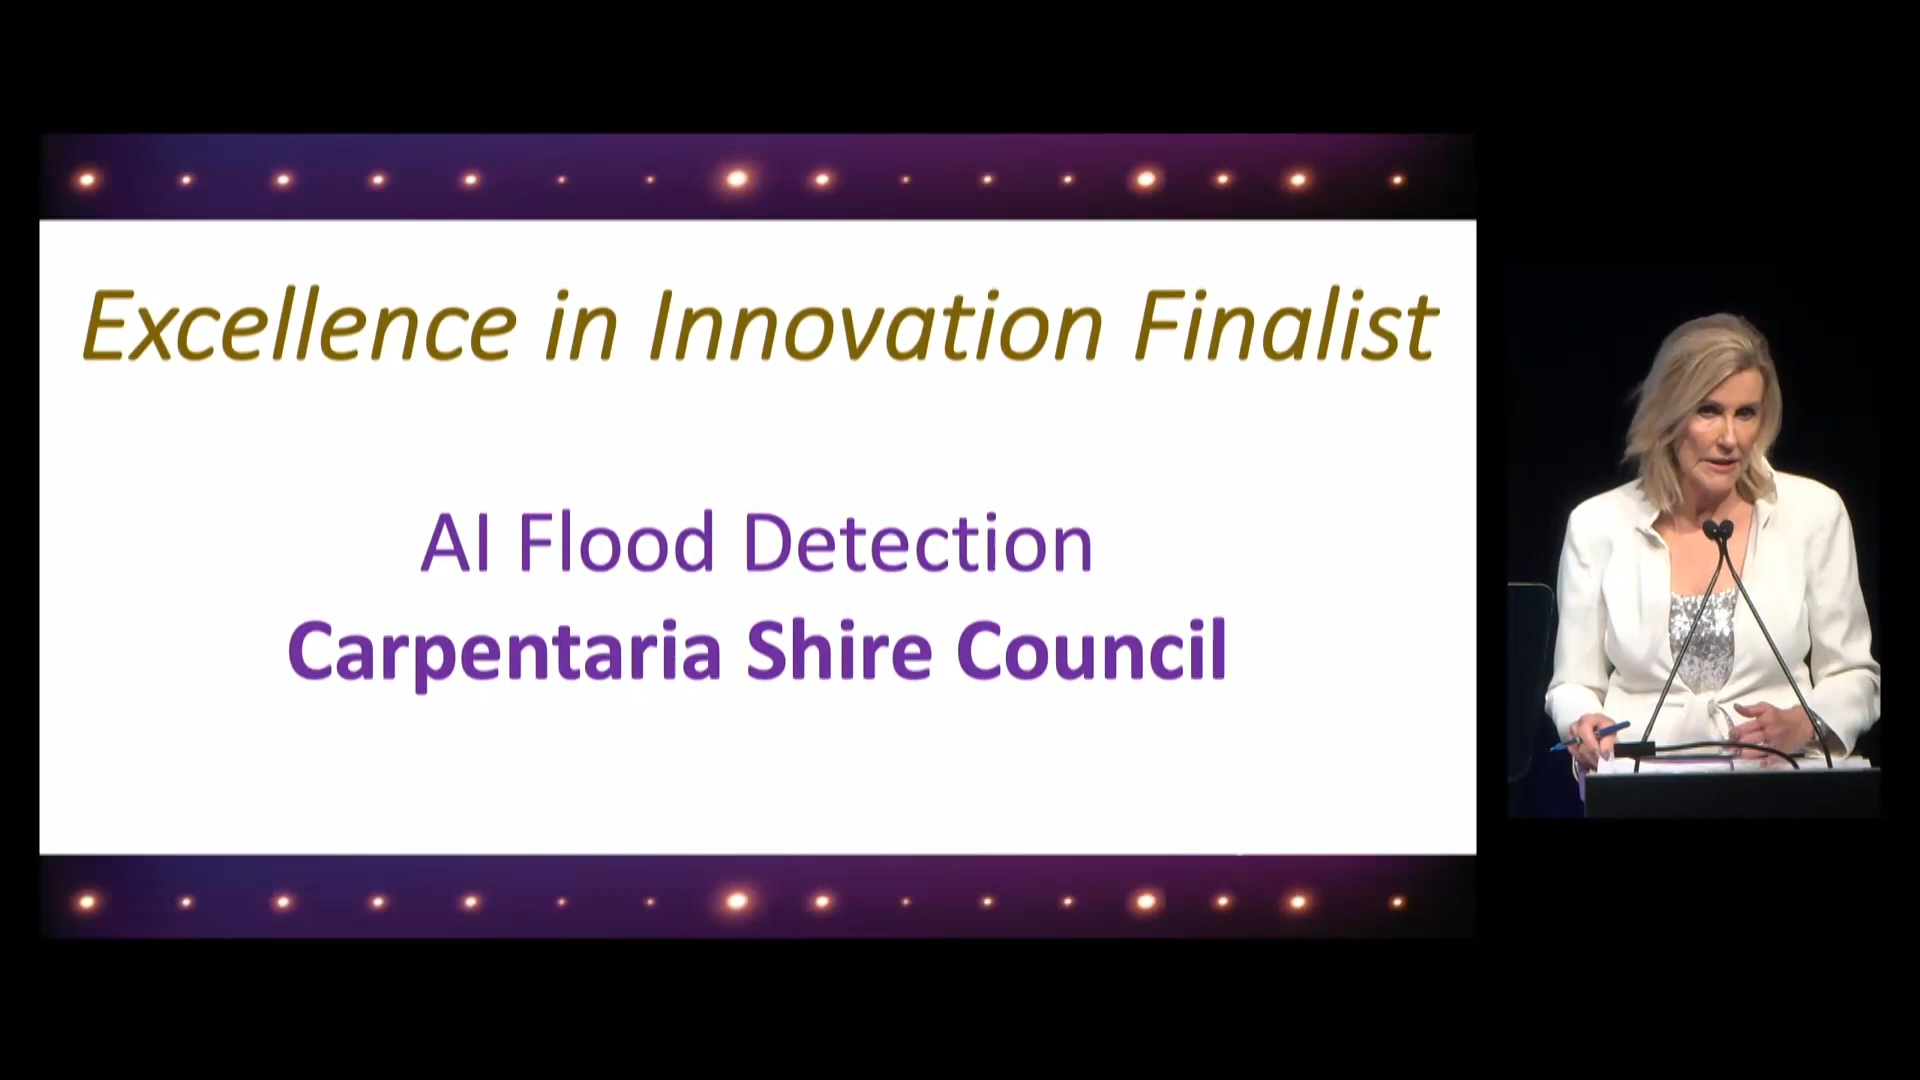 Excellence in Innovation Finalist
AI Flood Detection
Carpentaria Shire Council